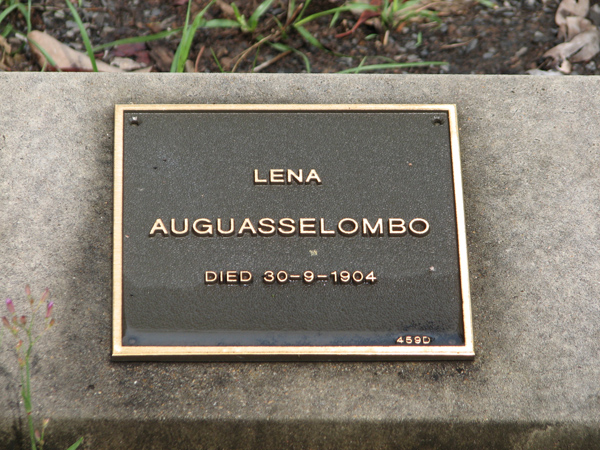 LENA
AUGUASSELOMBO
DIED 30-9-1904
459D